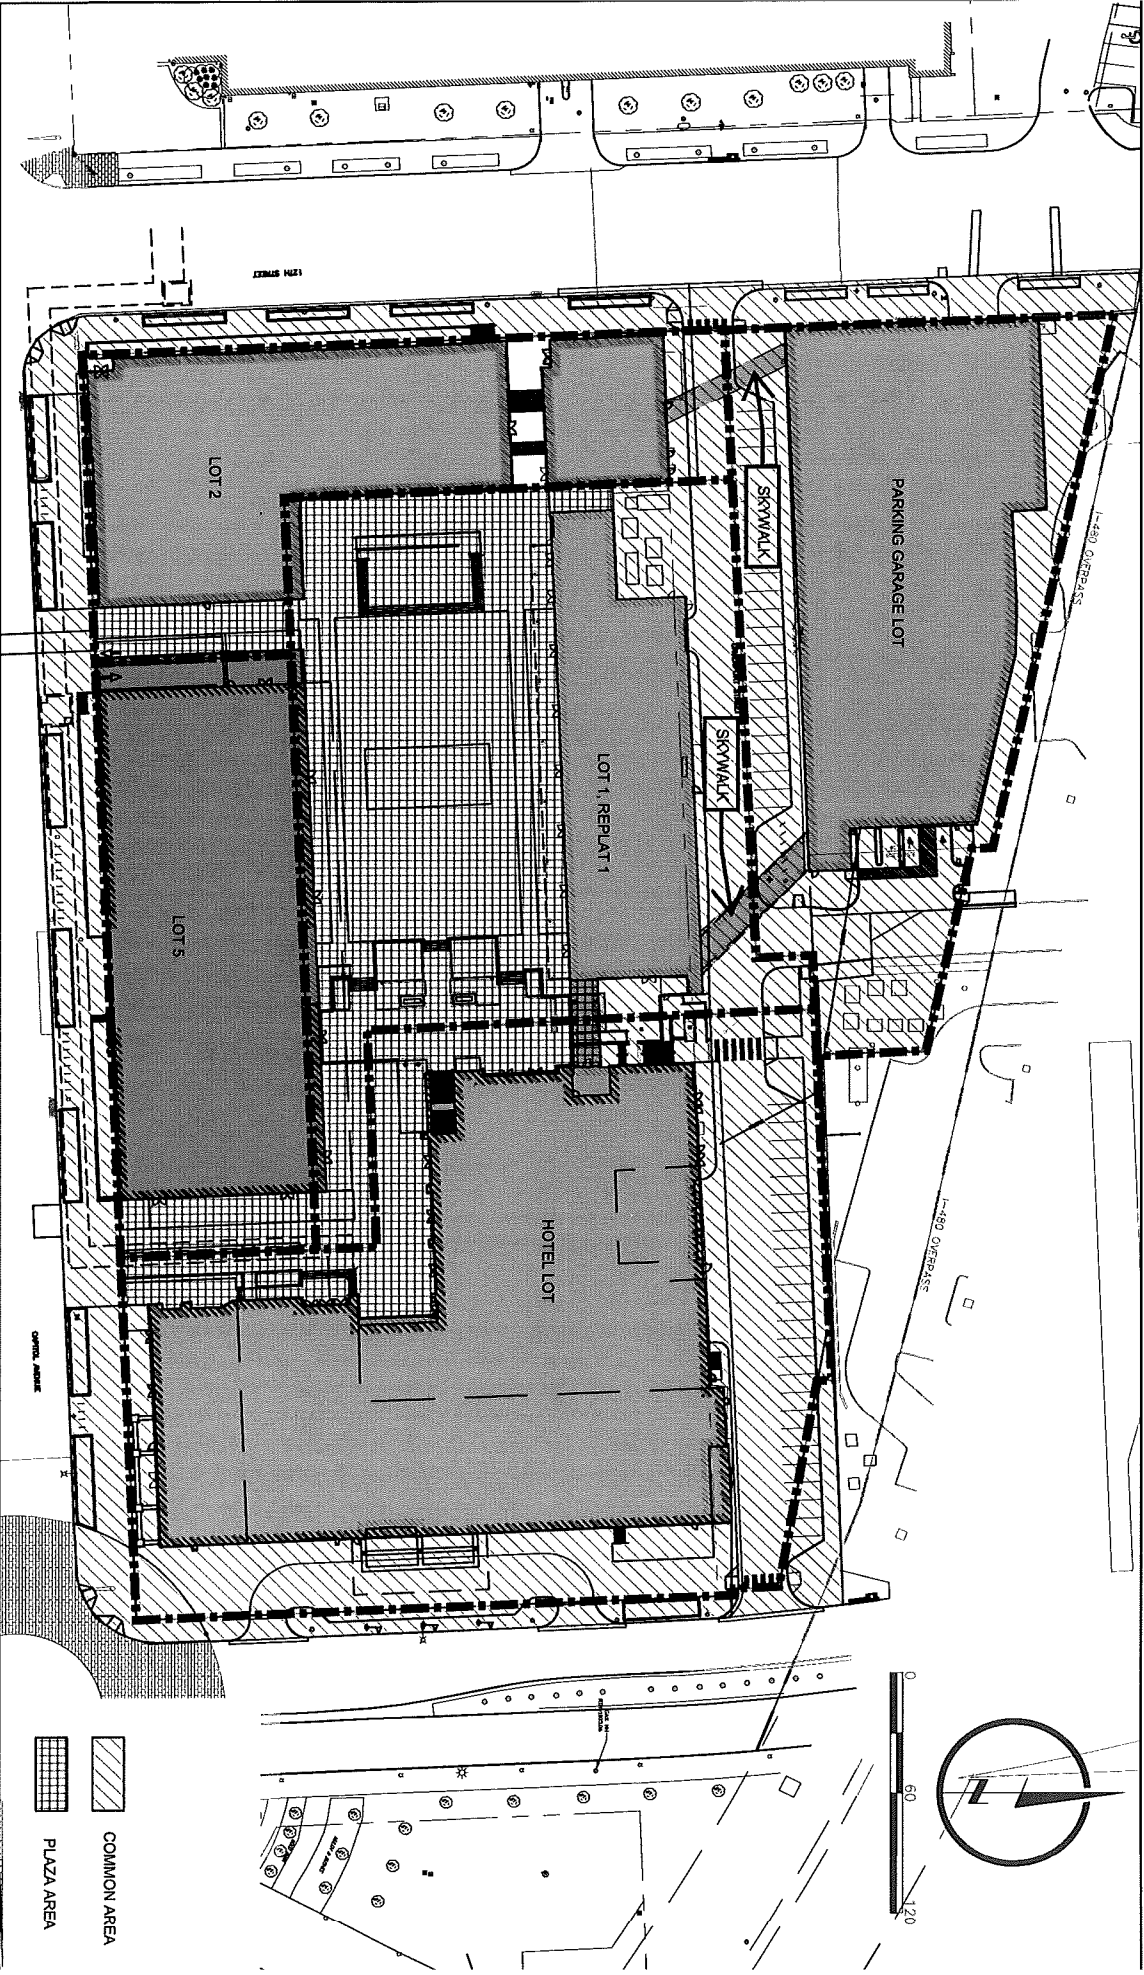 12TH STREET
LOT 2
SKYWALK
PARKING GARAGE LOT
I-480 OVERPASS
SKYWALK
LOT 1, REPLAT 1
LOT 5
HOTEL LOT
I-480 OVERPASS
CAPITOL AVENUE
0
60
120
COMMON AREA
PLAZA AREA